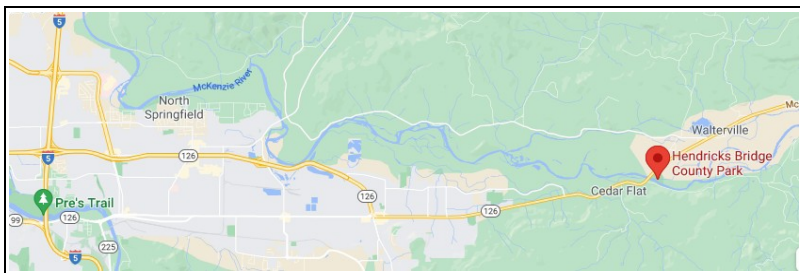 5
McKenzie River
North
Springfield
Walterville
5
126
Hendricks Bridge
County Park
Cedar Flat
126
Pre's Trail
99
126
126
126
225
5